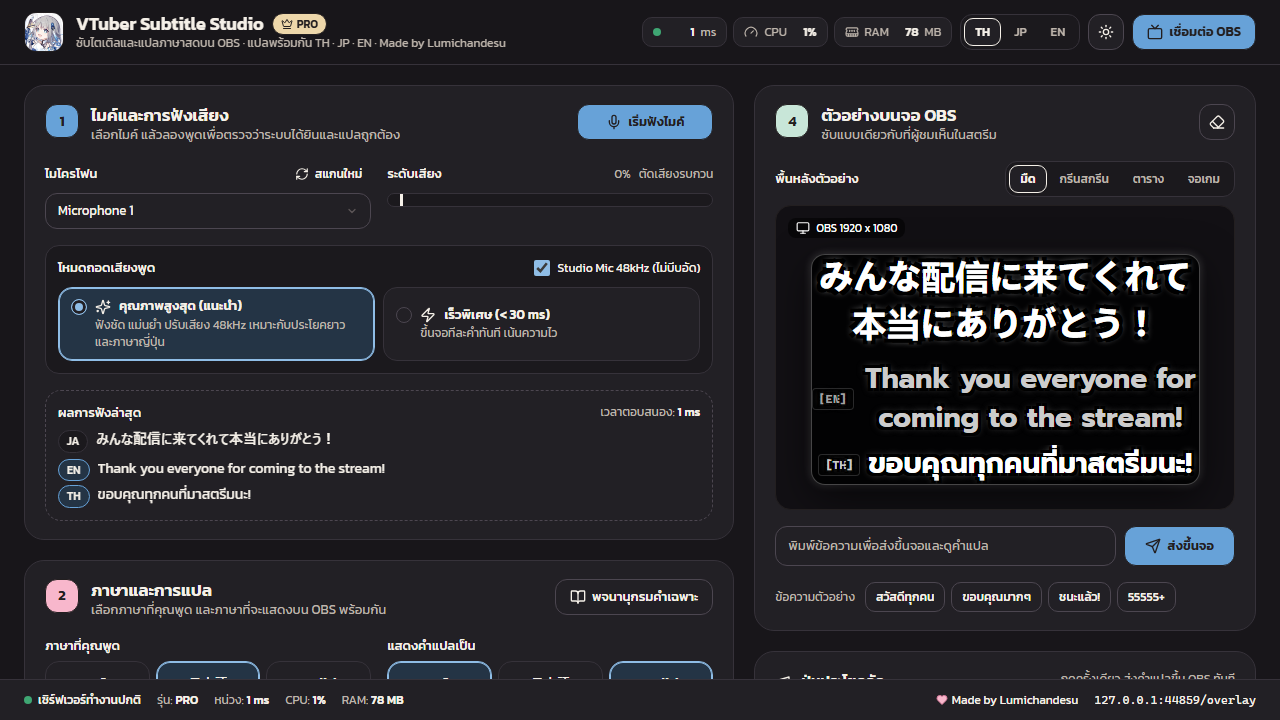 VTuber Subtitle Studio PRO
ซับไตเติลและแปลภาษาสดบน OBS · แปลพร้อมกับ TH · JP · EN · Made by Lumichandesu
1 ms
CPU 1%
RAM 78 MB
TH JP EN
เชื่อมต่อ OBS
1 ไมค์และการฟังเสียง
เลือกไมค์ แล้วลองพูดเพื่อตรวจว่าระบบได้ยินและแปลถูกต้อง
เริ่มฟังไมค์
ไมโครโฟน
สแกนใหม่
ระดับเสียง
0% ตัดเสียงรบกวน
Microphone 1
โหมดถอดเสียงพูด
Studio Mic 48kHz (ไม่บีบอัด)
คุณภาพสูงสุด (แนะนำ)
ฟังชัด แม่นยำ ปรับเสียง 48kHz เหมาะกับประโยคยาว
และภาษาญี่ปุ่น
เร็วพิเศษ (< 30 ms)
ขึ้นจอทีละคำทันที เน้นความไว
ผลการฟังล่าสุด
เวลาตอบสนอง: 1 ms
JA みんな配信に来てくれて本当にありがとう！
EN Thank you everyone for coming to the stream!
TH ขอบคุณทุกคนที่มาสตรีมนะ!
2 ภาษาและการแปล
เลือกภาษาที่คุณพูด และภาษาที่จะแสดงบน OBS พร้อมกัน
พจนานุกรมคำเฉพาะ
ภาษาที่คุณพูด
แสดงคำแปลเป็น
4 ตัวอย่างบนจอ OBS
ซับแบบเดียวกับที่ผู้ชมเห็นในสตรีม
พื้นหลังตัวอย่าง
มืด กรีนสกรีน ตาราง จอเกม
OBS 1920 x 1080
みんな配信に来てくれて
本当にありがとう！
[EN] Thank you everyone for
coming to the stream!
[TH] ขอบคุณทุกคนที่มาสตรีมนะ!
พิมพ์ข้อความเพื่อส่งขึ้นจอและดูคำแปล
ส่งขึ้นจอ
ข้อความตัวอย่าง สวัสดีทุกคน ขอบคุณมากๆ ชนะแล้ว! 55555+
เซิร์ฟเวอร์ทำงานปกติ รุ่น: PRO หน่วง: 1 ms CPU: 1% RAM: 78 MB
Made by Lumichandesu 127.0.0.1:44859/overlay